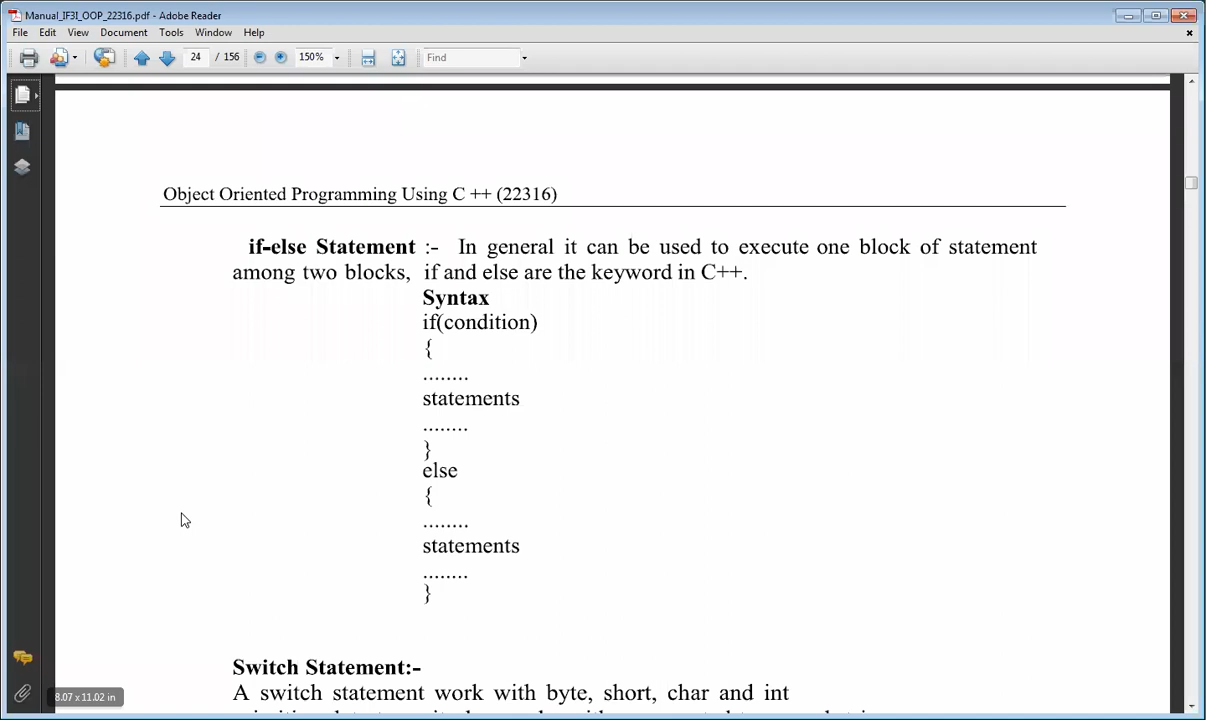 Manual_IF3I_OOP_22316.pdf - Adobe Reader
File Edit View Document Tools Window Help
24 / 156 150% Find
Object Oriented Programming Using C ++ (22316)
if-else Statement :- In general it can be used to execute one block of statement
among two blocks, if and else are the keyword in C++.
Syntax
if(condition)
{
........
statements
........
}
else
{
........
statements
........
}
Switch Statement:-
A switch statement work with byte, short, char and int
8.07 x 11.02 in